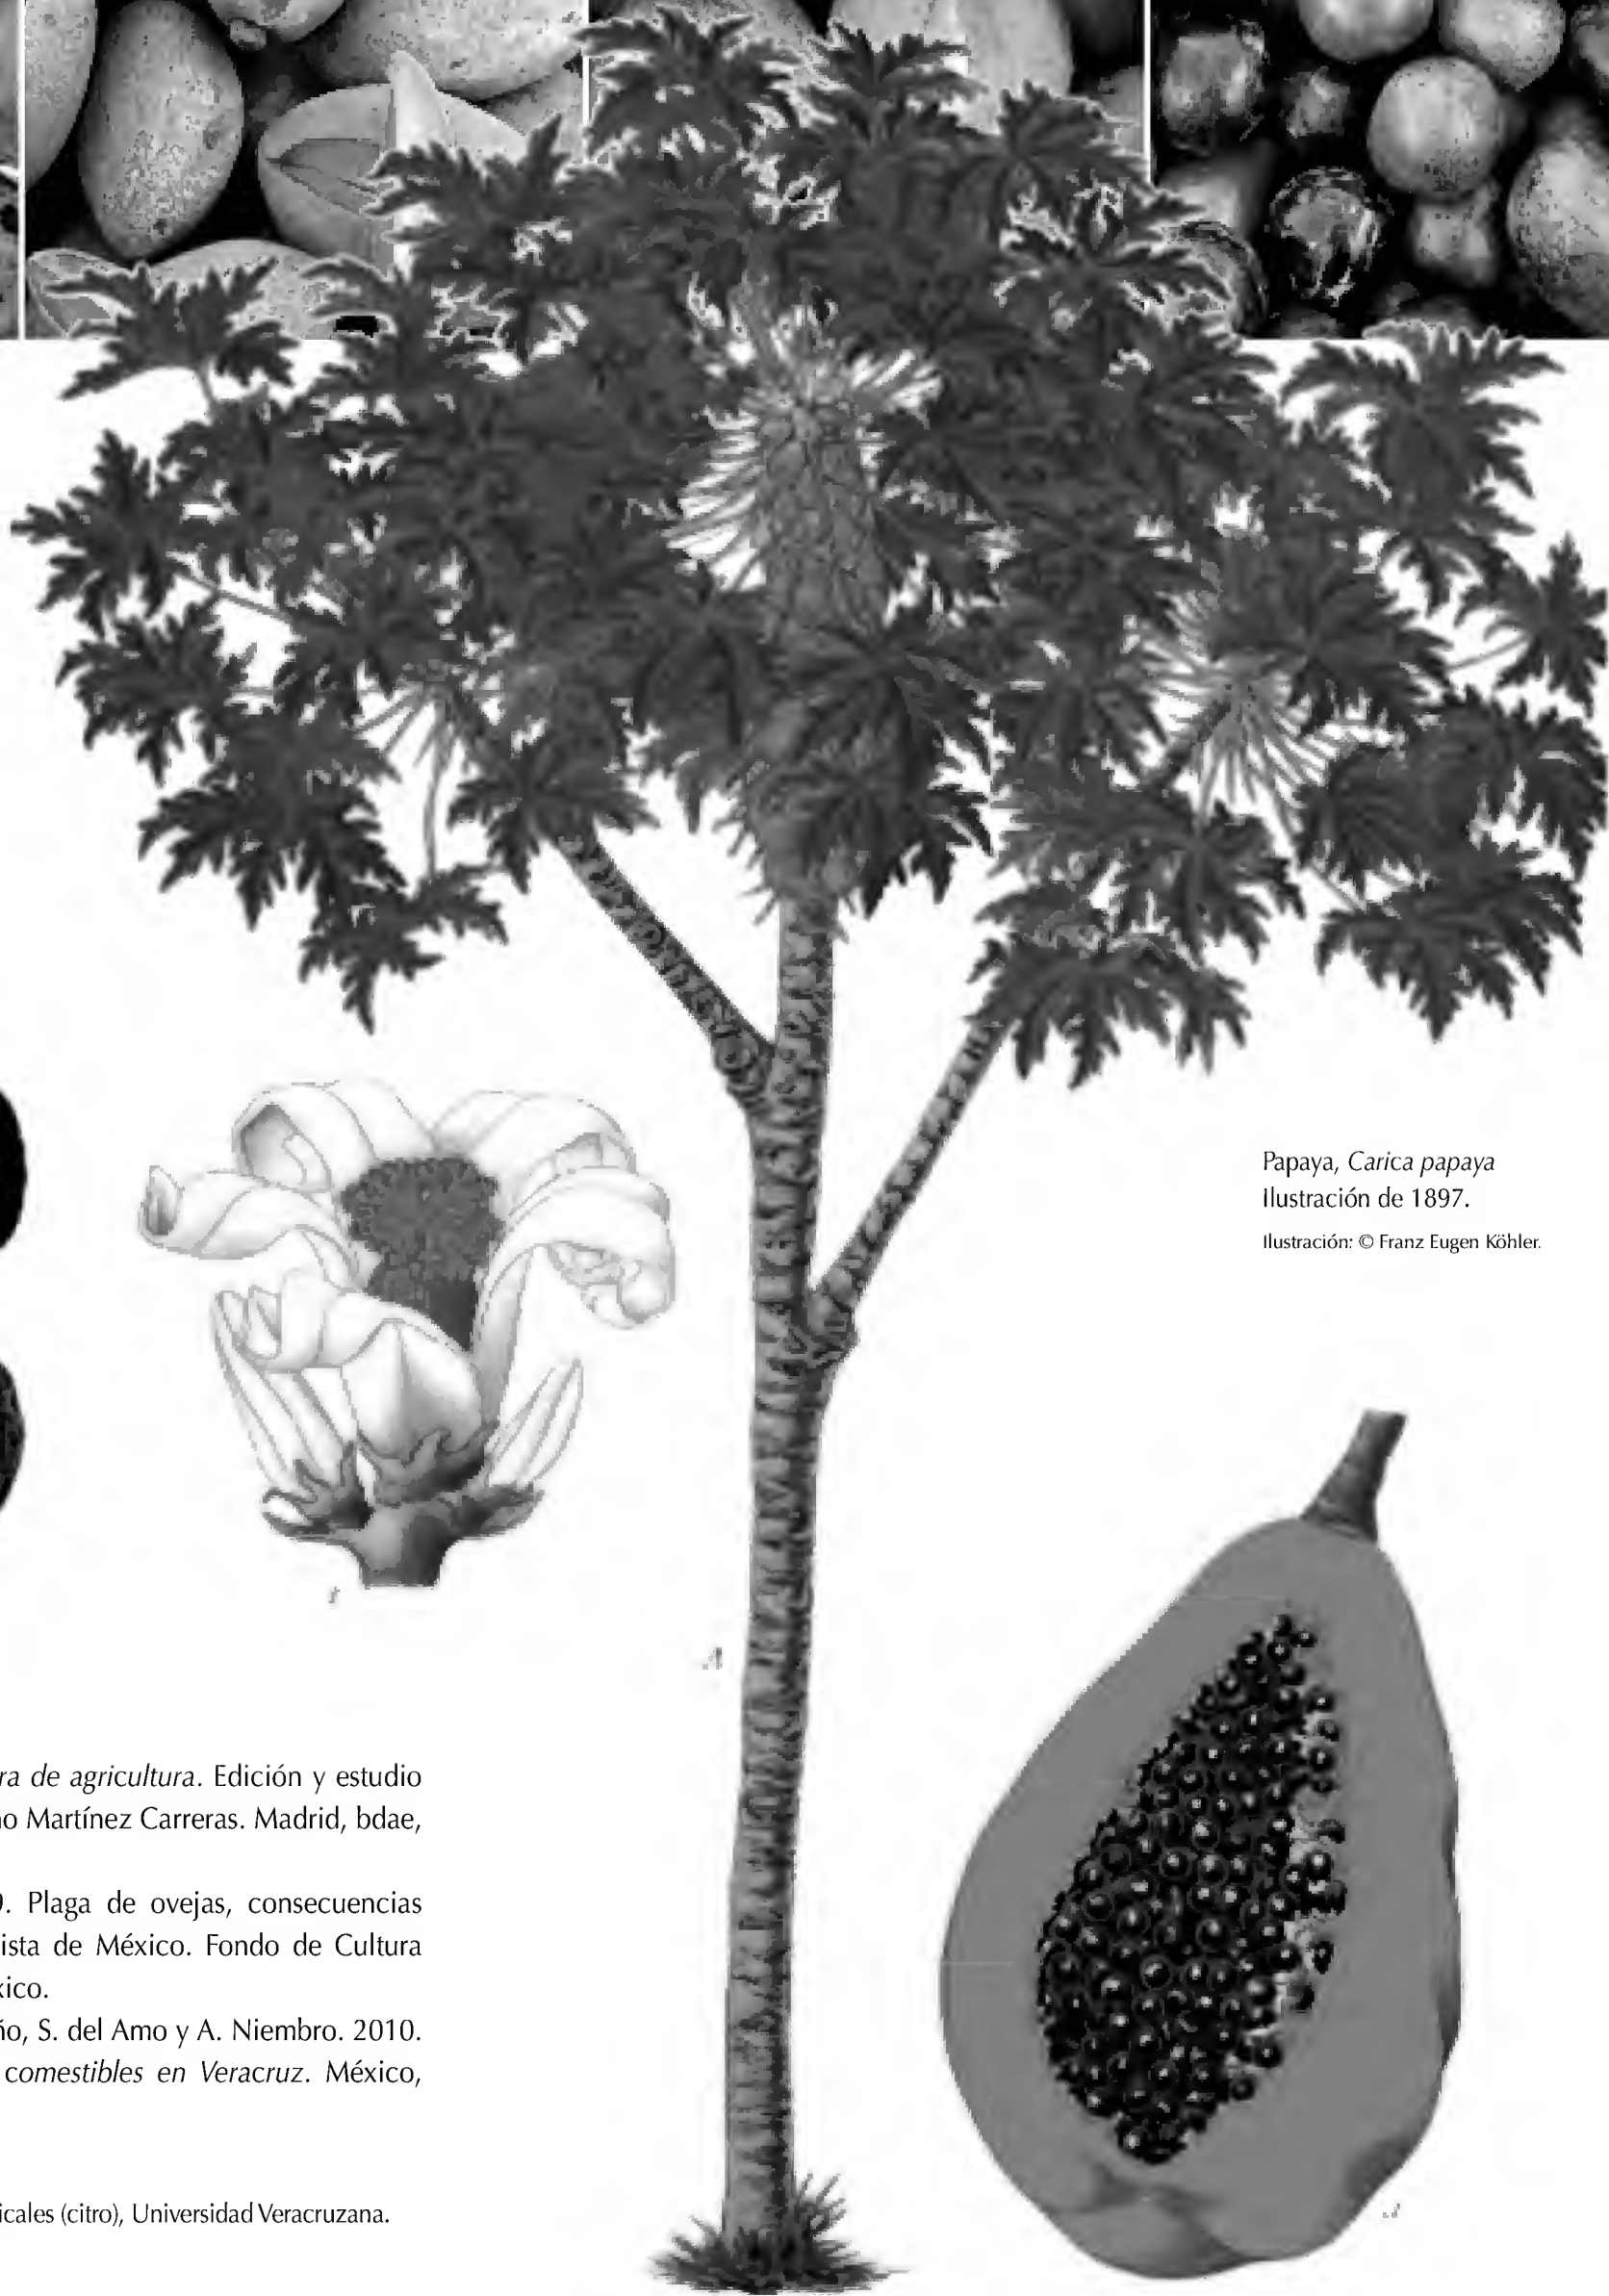 Papaya, Carica papaya
Ilustración de 1897.
Ilustración: © Franz Eugen Köhler.
ra de agricultura. Edición y estudio
o Martínez Carreras. Madrid, bdae,
. Plaga de ovejas, consecuencias
ista de México. Fondo de Cultura
xico.
ño, S. del Amo y A. Niembro. 2010.
comestibles en Veracruz. México,
icales (citro), Universidad Veracruzana.